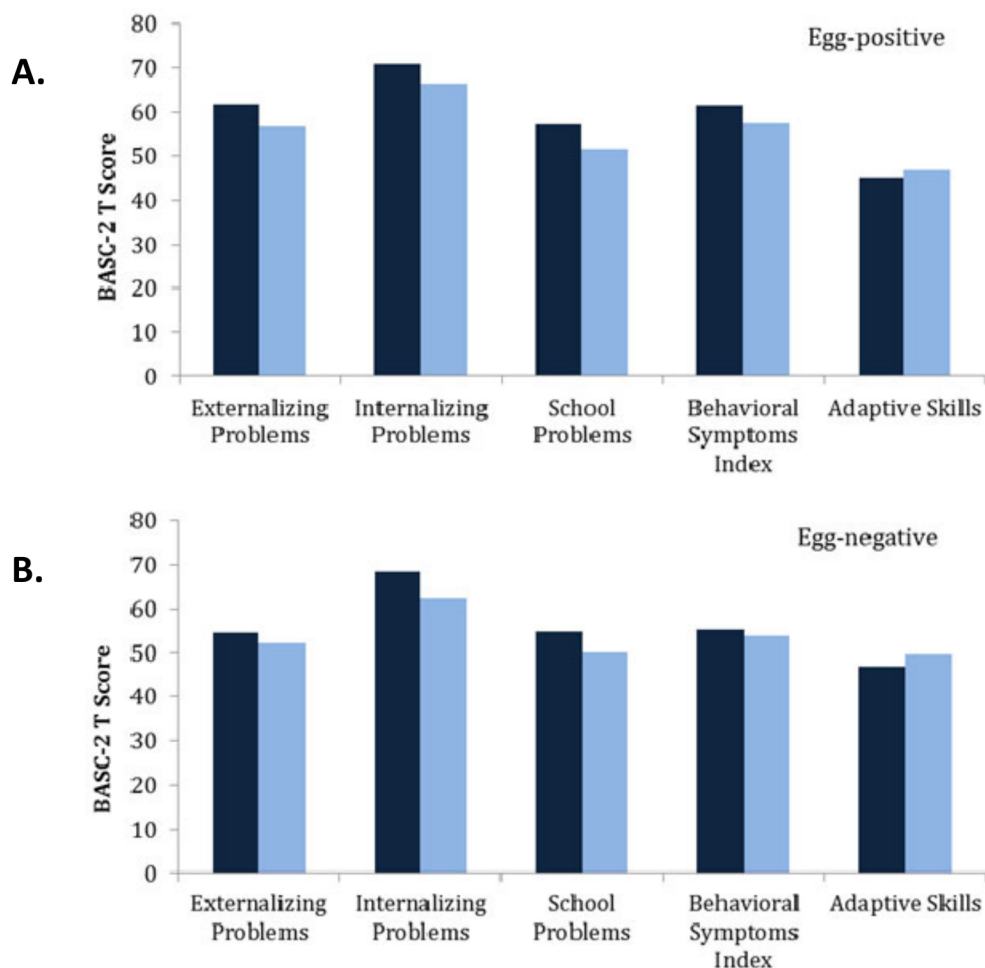 A.
Egg-positive
BASC-2 T Score
80
70
60
50
40
30
20
10
0
Externalizing Problems
Internalizing Problems
School Problems
Behavioral Symptoms Index
Adaptive Skills
B.
Egg-negative
BASC-2 T Score
80
70
60
50
40
30
20
10
0
Externalizing Problems
Internalizing Problems
School Problems
Behavioral Symptoms Index
Adaptive Skills